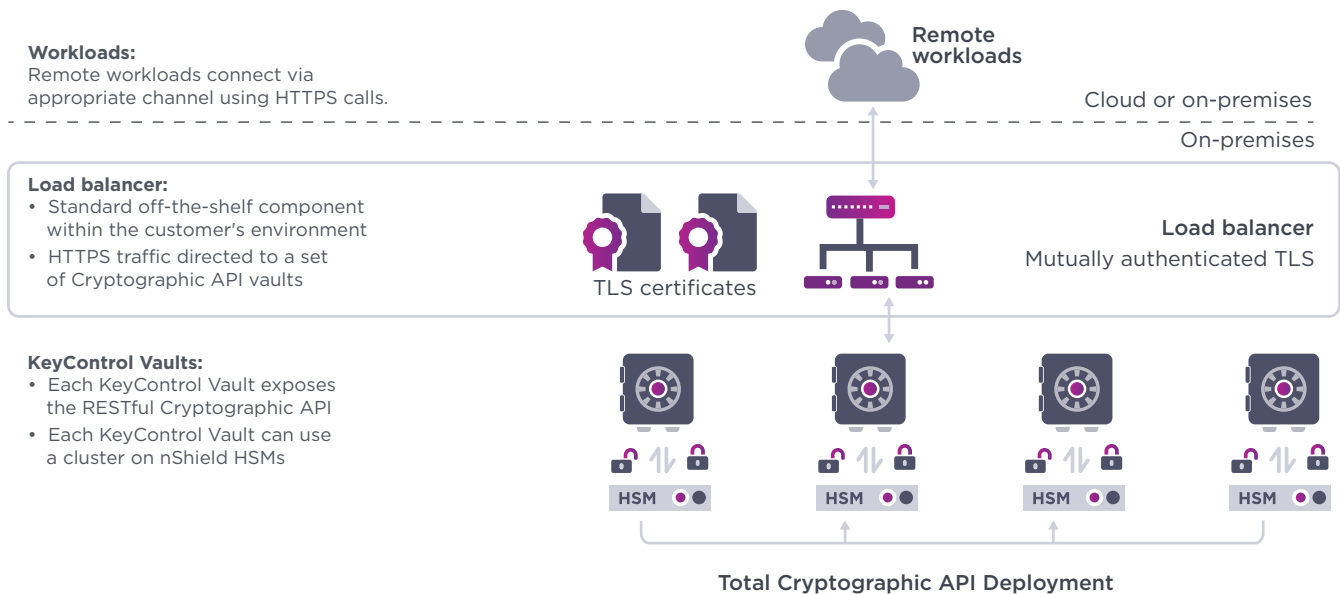 Workloads:
Remote workloads connect via
appropriate channel using HTTPS calls.
Remote
workloads
Cloud or on-premises
On-premises
Load balancer:
• Standard off-the-shelf component
within the customer's environment
• HTTPS traffic directed to a set
of Cryptographic API vaults
TLS certificates
Load balancer
Mutually authenticated TLS
KeyControl Vaults:
• Each KeyControl Vault exposes
the RESTful Cryptographic API
• Each KeyControl Vault can use
a cluster on nShield HSMs
HSM
HSM
HSM
HSM
Total Cryptographic API Deployment